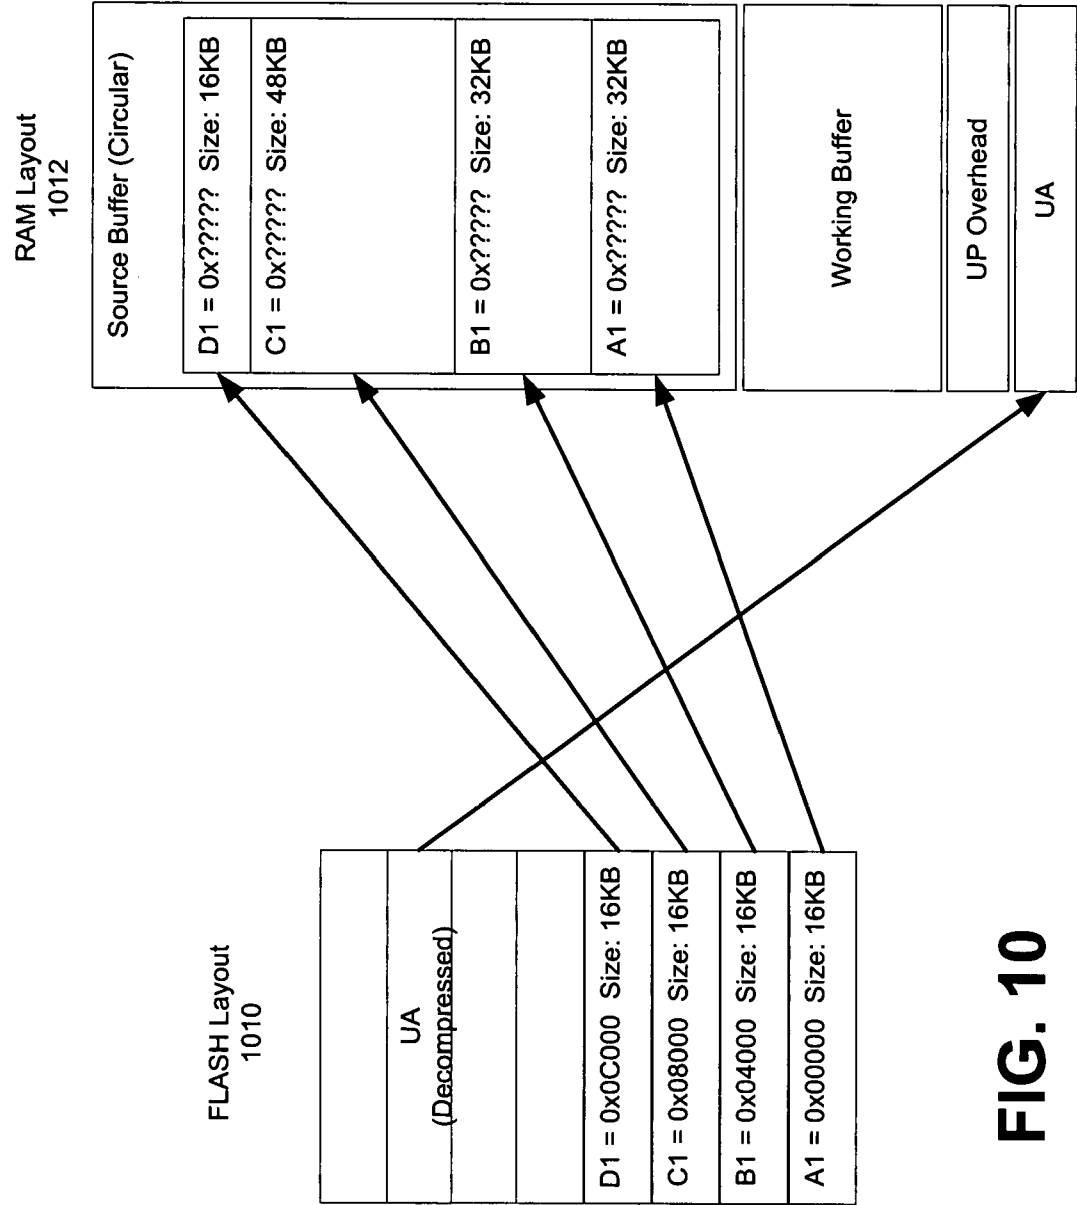 FLASH Layout
1010
UA
(Decompressed)
D1 = 0x0C000 Size: 16KB
C1 = 0x08000 Size: 16KB
B1 = 0x04000 Size: 16KB
A1 = 0x00000 Size: 16KB
RAM Layout
1012
Source Buffer (Circular)
D1 = 0x????? Size: 16KB
C1 = 0x????? Size: 48KB
B1 = 0x????? Size: 32KB
A1 = 0x????? Size: 32KB
Working Buffer
UP Overhead
UA
FIG. 10